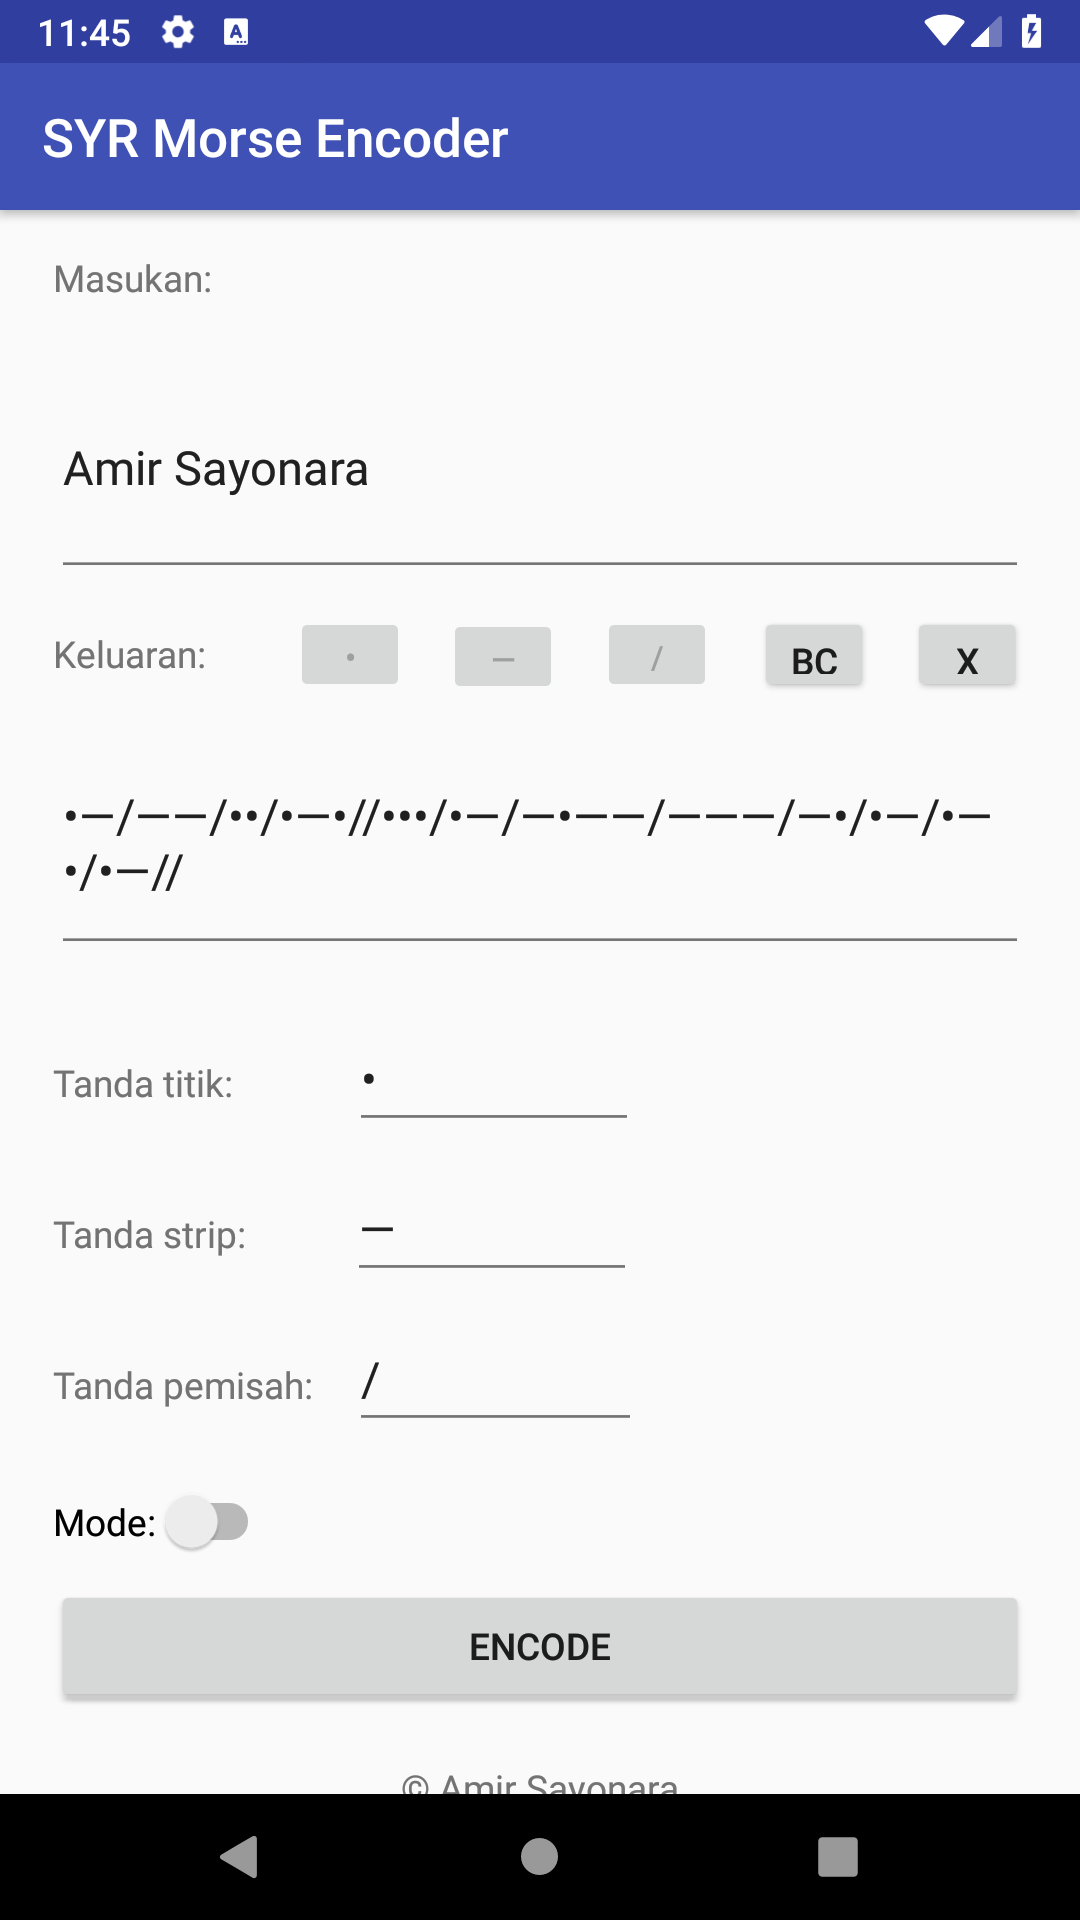 11:45
SYR Morse Encoder
Masukan:
Amir Sayonara
Keluaran: • — / BC X
•—/——/••/•—•//•••/•—/—•——/———/—•/•—/•—
•/•—//
Tanda titik: •
Tanda strip: —
Tanda pemisah: /
Mode:
ENCODE
© Amir Sayonara